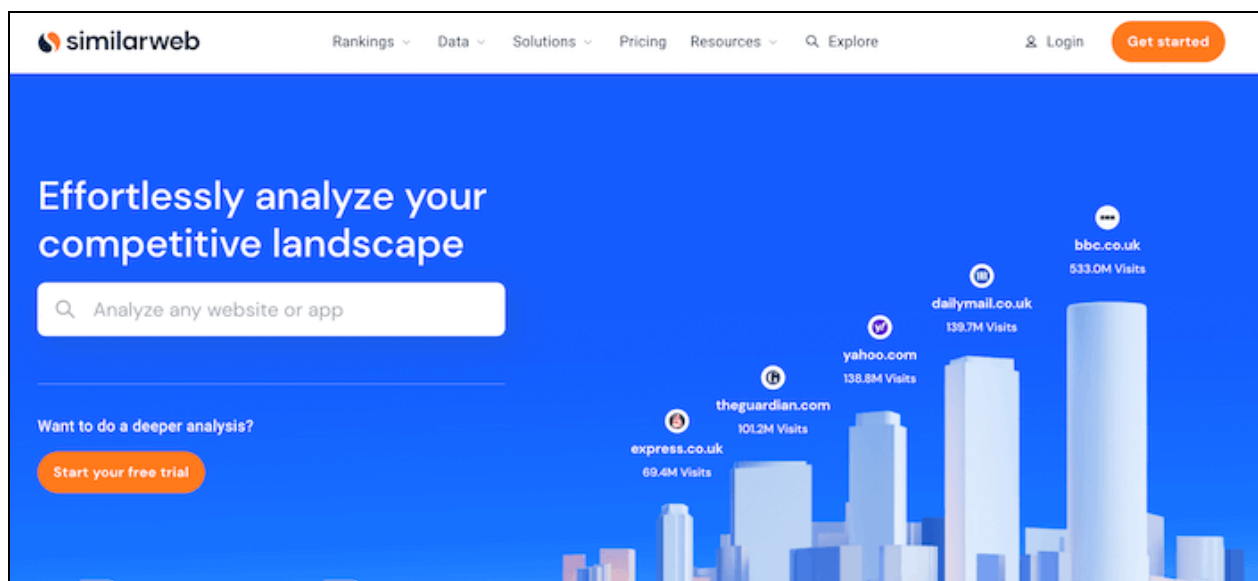 similarweb
Rankings
Data
Solutions
Pricing
Resources
Explore
Login
Get started
Effortlessly analyze your
competitive landscape
Analyze any website or app
Want to do a deeper analysis?
Start your free trial
bbc.co.uk
533.0M Visits
dailymail.co.uk
139.7M Visits
yahoo.com
138.8M Visits
theguardian.com
101.2M Visits
express.co.uk
69.4M Visits